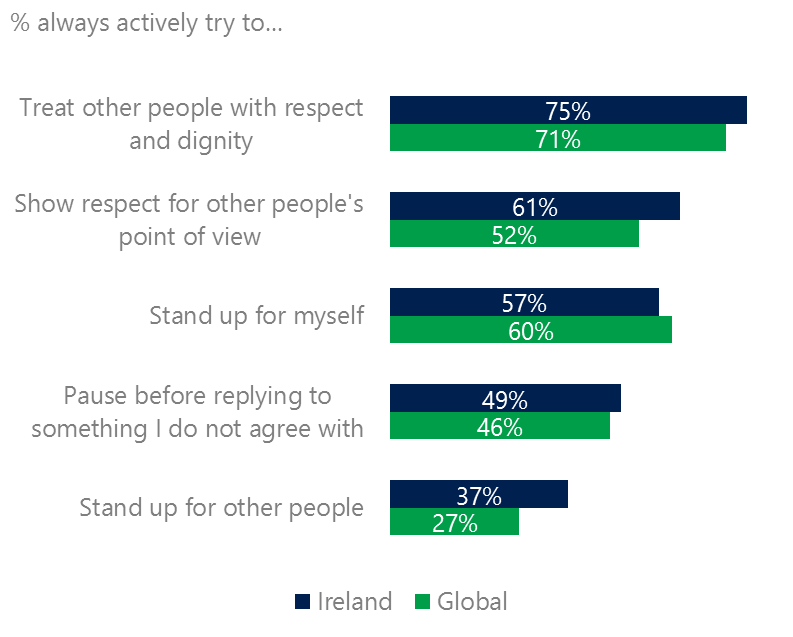 % always actively try to...
Treat other people with respect
and dignity
75%
71%
Show respect for other people's
point of view
61%
52%
Stand up for myself
57%
60%
Pause before replying to
something I do not agree with
49%
46%
Stand up for other people
37%
27%
Ireland Global